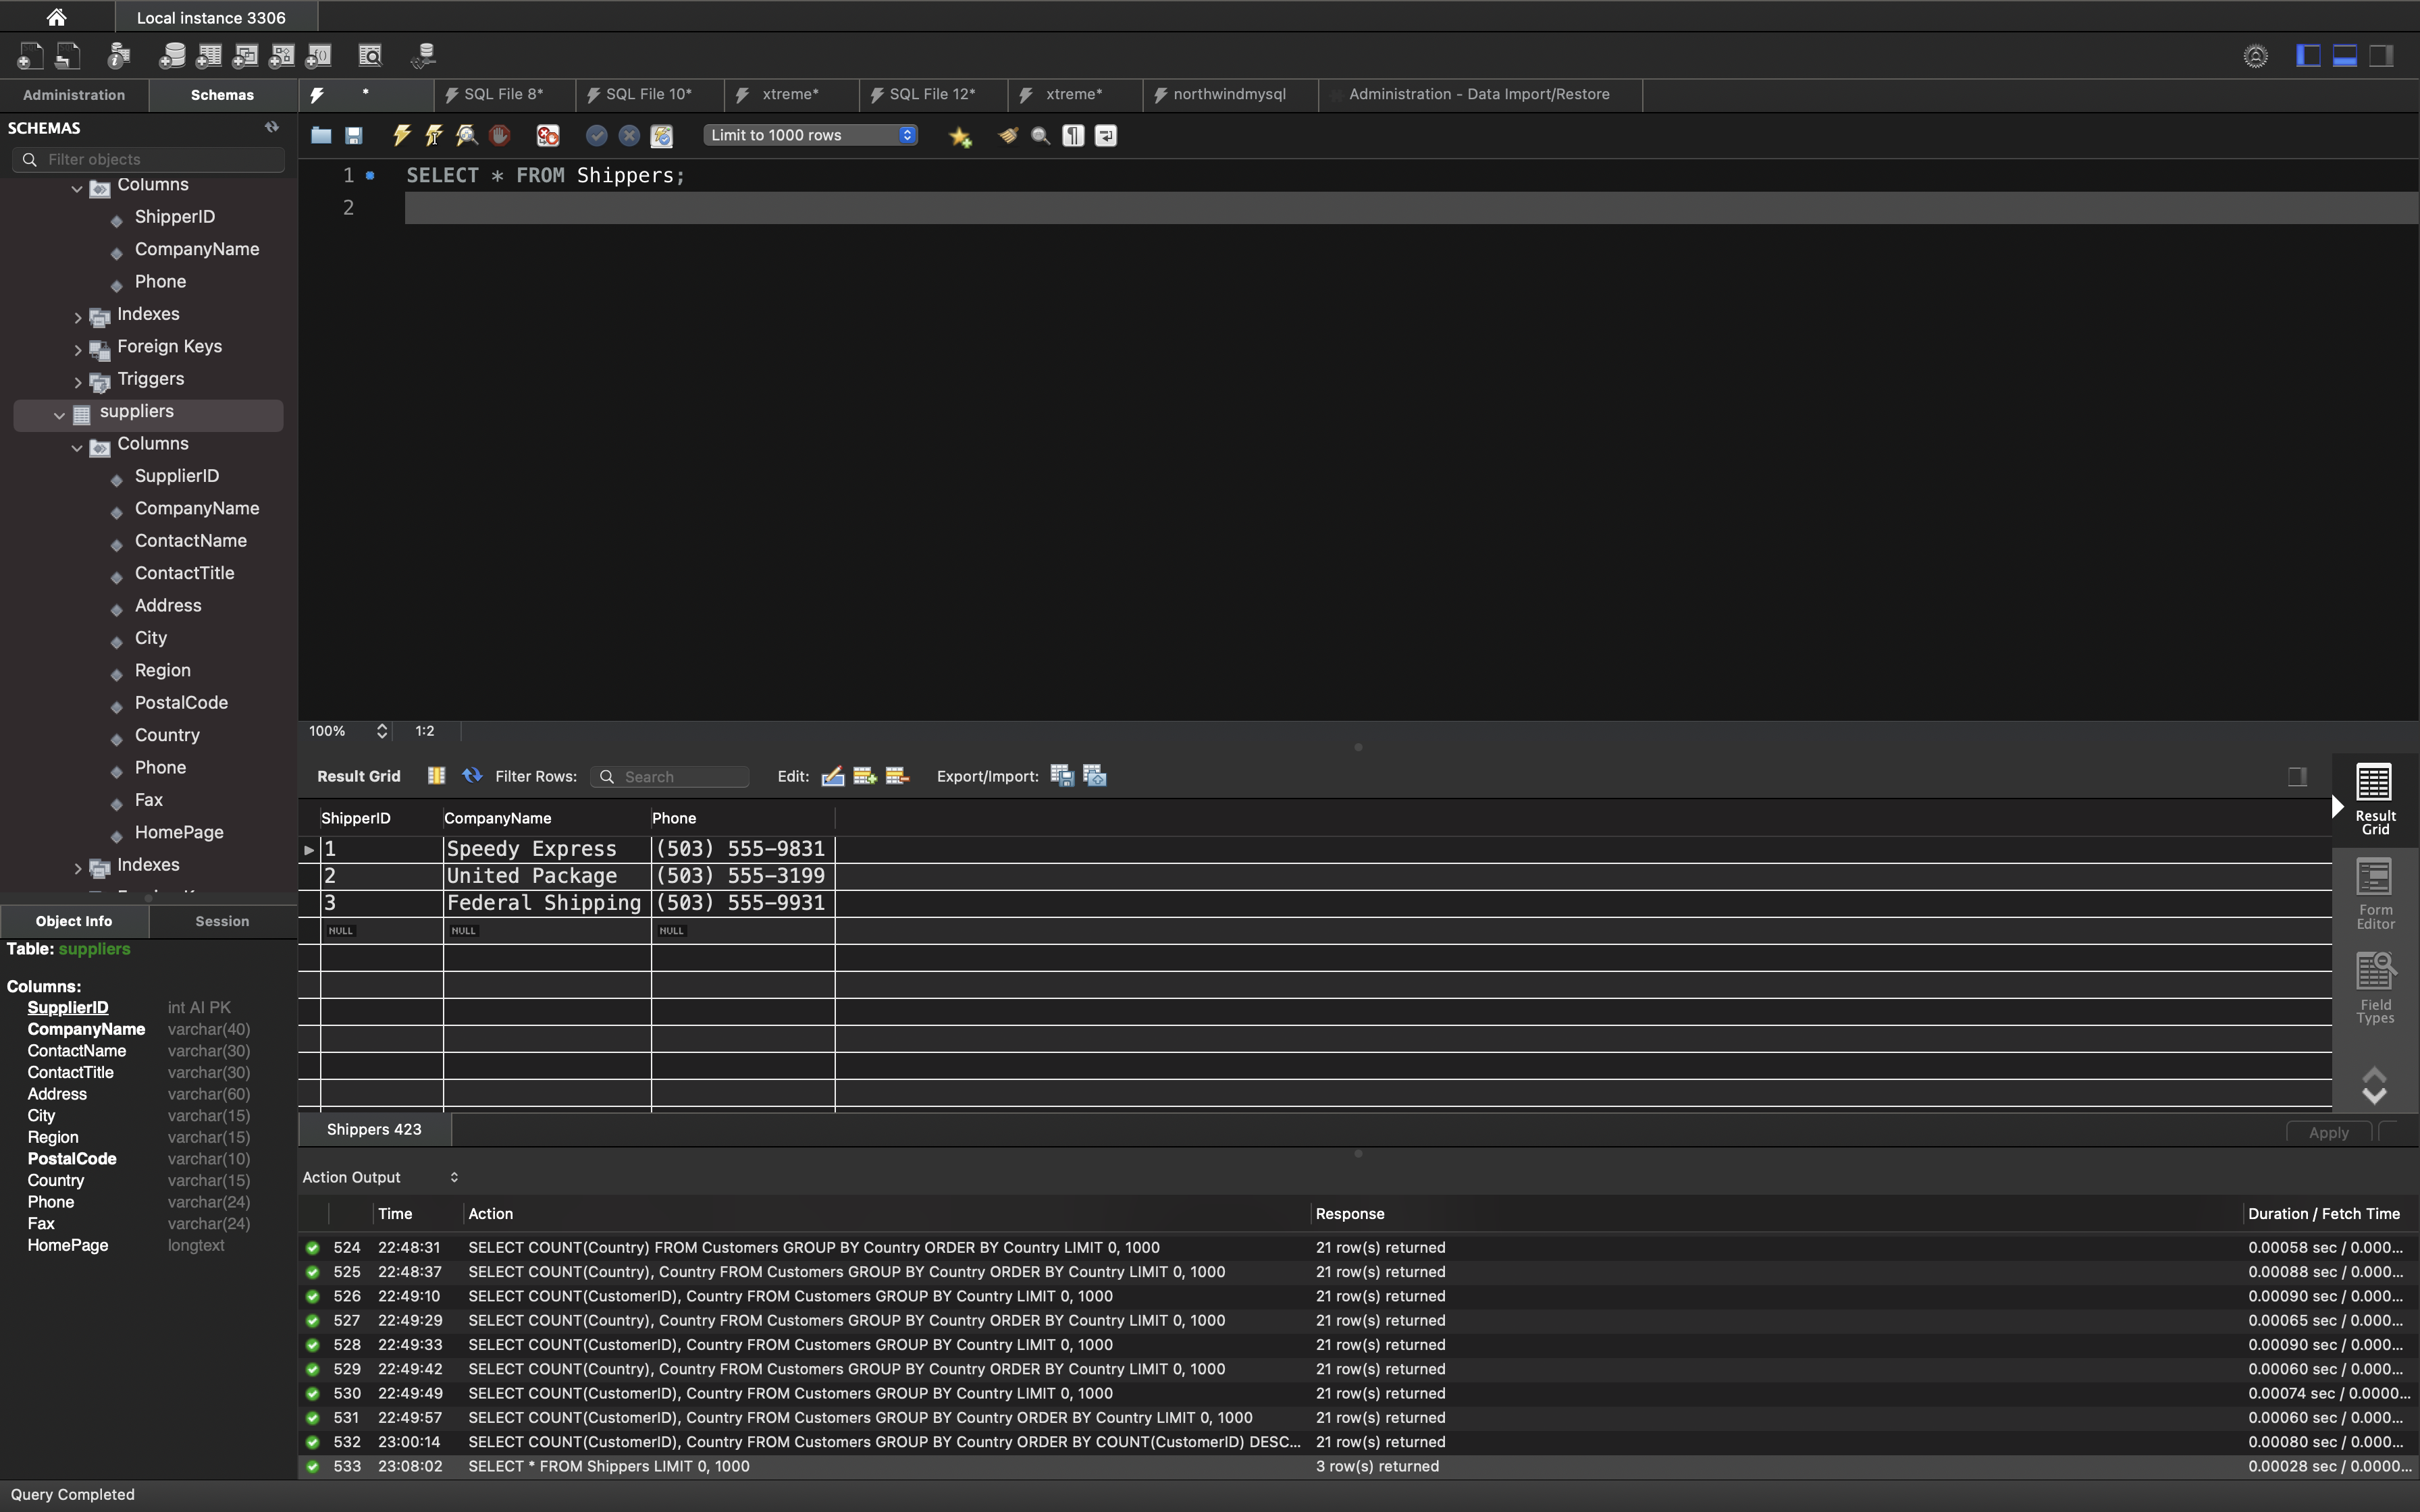 Local instance 3306
Administration
Schemas
*
SQL File 8*
SQL File 10*
xtreme*
SQL File 12*
xtreme*
northwindmysql
Administration - Data Import/Restore
SCHEMAS
Filter objects
Limit to 1000 rows
1 SELECT * FROM Shippers;
2
Columns
ShipperID
CompanyName
Phone
Indexes
Foreign Keys
Triggers
suppliers
Columns
SupplierID
CompanyName
ContactName
ContactTitle
Address
City
Region
PostalCode
Country
Phone
Fax
HomePage
Indexes
100% 1:2
Result Grid Filter Rows: Search Edit: Export/Import:
ShipperID CompanyName Phone
1 Speedy Express (503) 555-9831
2 United Package (503) 555-3199
3 Federal Shipping (503) 555-9931
NULL NULL NULL
Result
Grid
Form
Editor
Field
Types
Shippers 423
Apply
Object Info Session
Table: suppliers
Columns:
SupplierID int AI PK
CompanyName varchar(40)
ContactName varchar(30)
ContactTitle varchar(30)
Address varchar(60)
City varchar(15)
Region varchar(15)
PostalCode varchar(10)
Country varchar(15)
Phone varchar(24)
Fax varchar(24)
HomePage longtext
Action Output
Time Action Response Duration / Fetch Time
524 22:48:31 SELECT COUNT(Country) FROM Customers GROUP BY Country ORDER BY Country LIMIT 0, 1000 21 row(s) returned 0.00058 sec / 0.000...
525 22:48:37 SELECT COUNT(Country), Country FROM Customers GROUP BY Country ORDER BY Country LIMIT 0, 1000 21 row(s) returned 0.00088 sec / 0.000...
526 22:49:10 SELECT COUNT(CustomerID), Country FROM Customers GROUP BY Country LIMIT 0, 1000 21 row(s) returned 0.00090 sec / 0.000...
527 22:49:29 SELECT COUNT(Country), Country FROM Customers GROUP BY Country ORDER BY Country LIMIT 0, 1000 21 row(s) returned 0.00065 sec / 0.000...
528 22:49:33 SELECT COUNT(CustomerID), Country FROM Customers GROUP BY Country LIMIT 0, 1000 21 row(s) returned 0.00090 sec / 0.000...
529 22:49:42 SELECT COUNT(Country), Country FROM Customers GROUP BY Country ORDER BY Country LIMIT 0, 1000 21 row(s) returned 0.00060 sec / 0.000...
530 22:49:49 SELECT COUNT(CustomerID), Country FROM Customers GROUP BY Country LIMIT 0, 1000 21 row(s) returned 0.00074 sec / 0.0000...
531 22:49:57 SELECT COUNT(CustomerID), Country FROM Customers GROUP BY Country ORDER BY Country LIMIT 0, 1000 21 row(s) returned 0.00060 sec / 0.000...
532 23:00:14 SELECT COUNT(CustomerID), Country FROM Customers GROUP BY Country ORDER BY COUNT(CustomerID) DESC... 21 row(s) returned 0.00080 sec / 0.000...
533 23:08:02 SELECT * FROM Shippers LIMIT 0, 1000 3 row(s) returned 0.00028 sec / 0.0000...
Query Completed